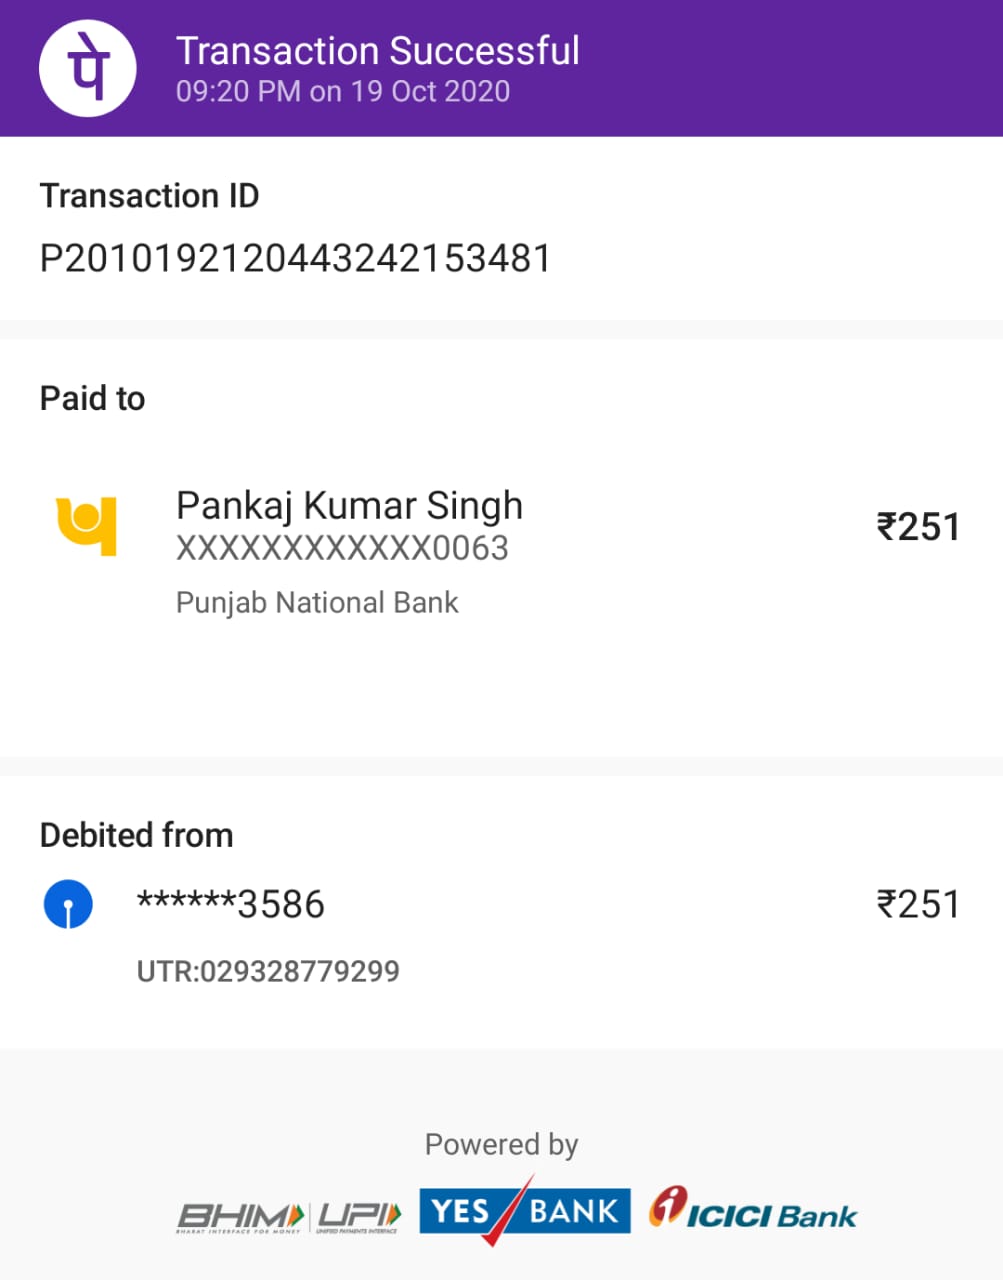 पे
Transaction Successful
09:20 PM on 19 Oct 2020
Transaction ID
P2010192120443242153481
Paid to
Pankaj Kumar Singh
XXXXXXXXXXXX0063
₹251
Punjab National Bank
Debited from
******3586
₹251
UTR:029328779299
Powered by
BHIM UPI YES BANK ICICI Bank
BHARAT INTERFACE FOR MONEY UNIFIED PAYMENTS INTERFACE